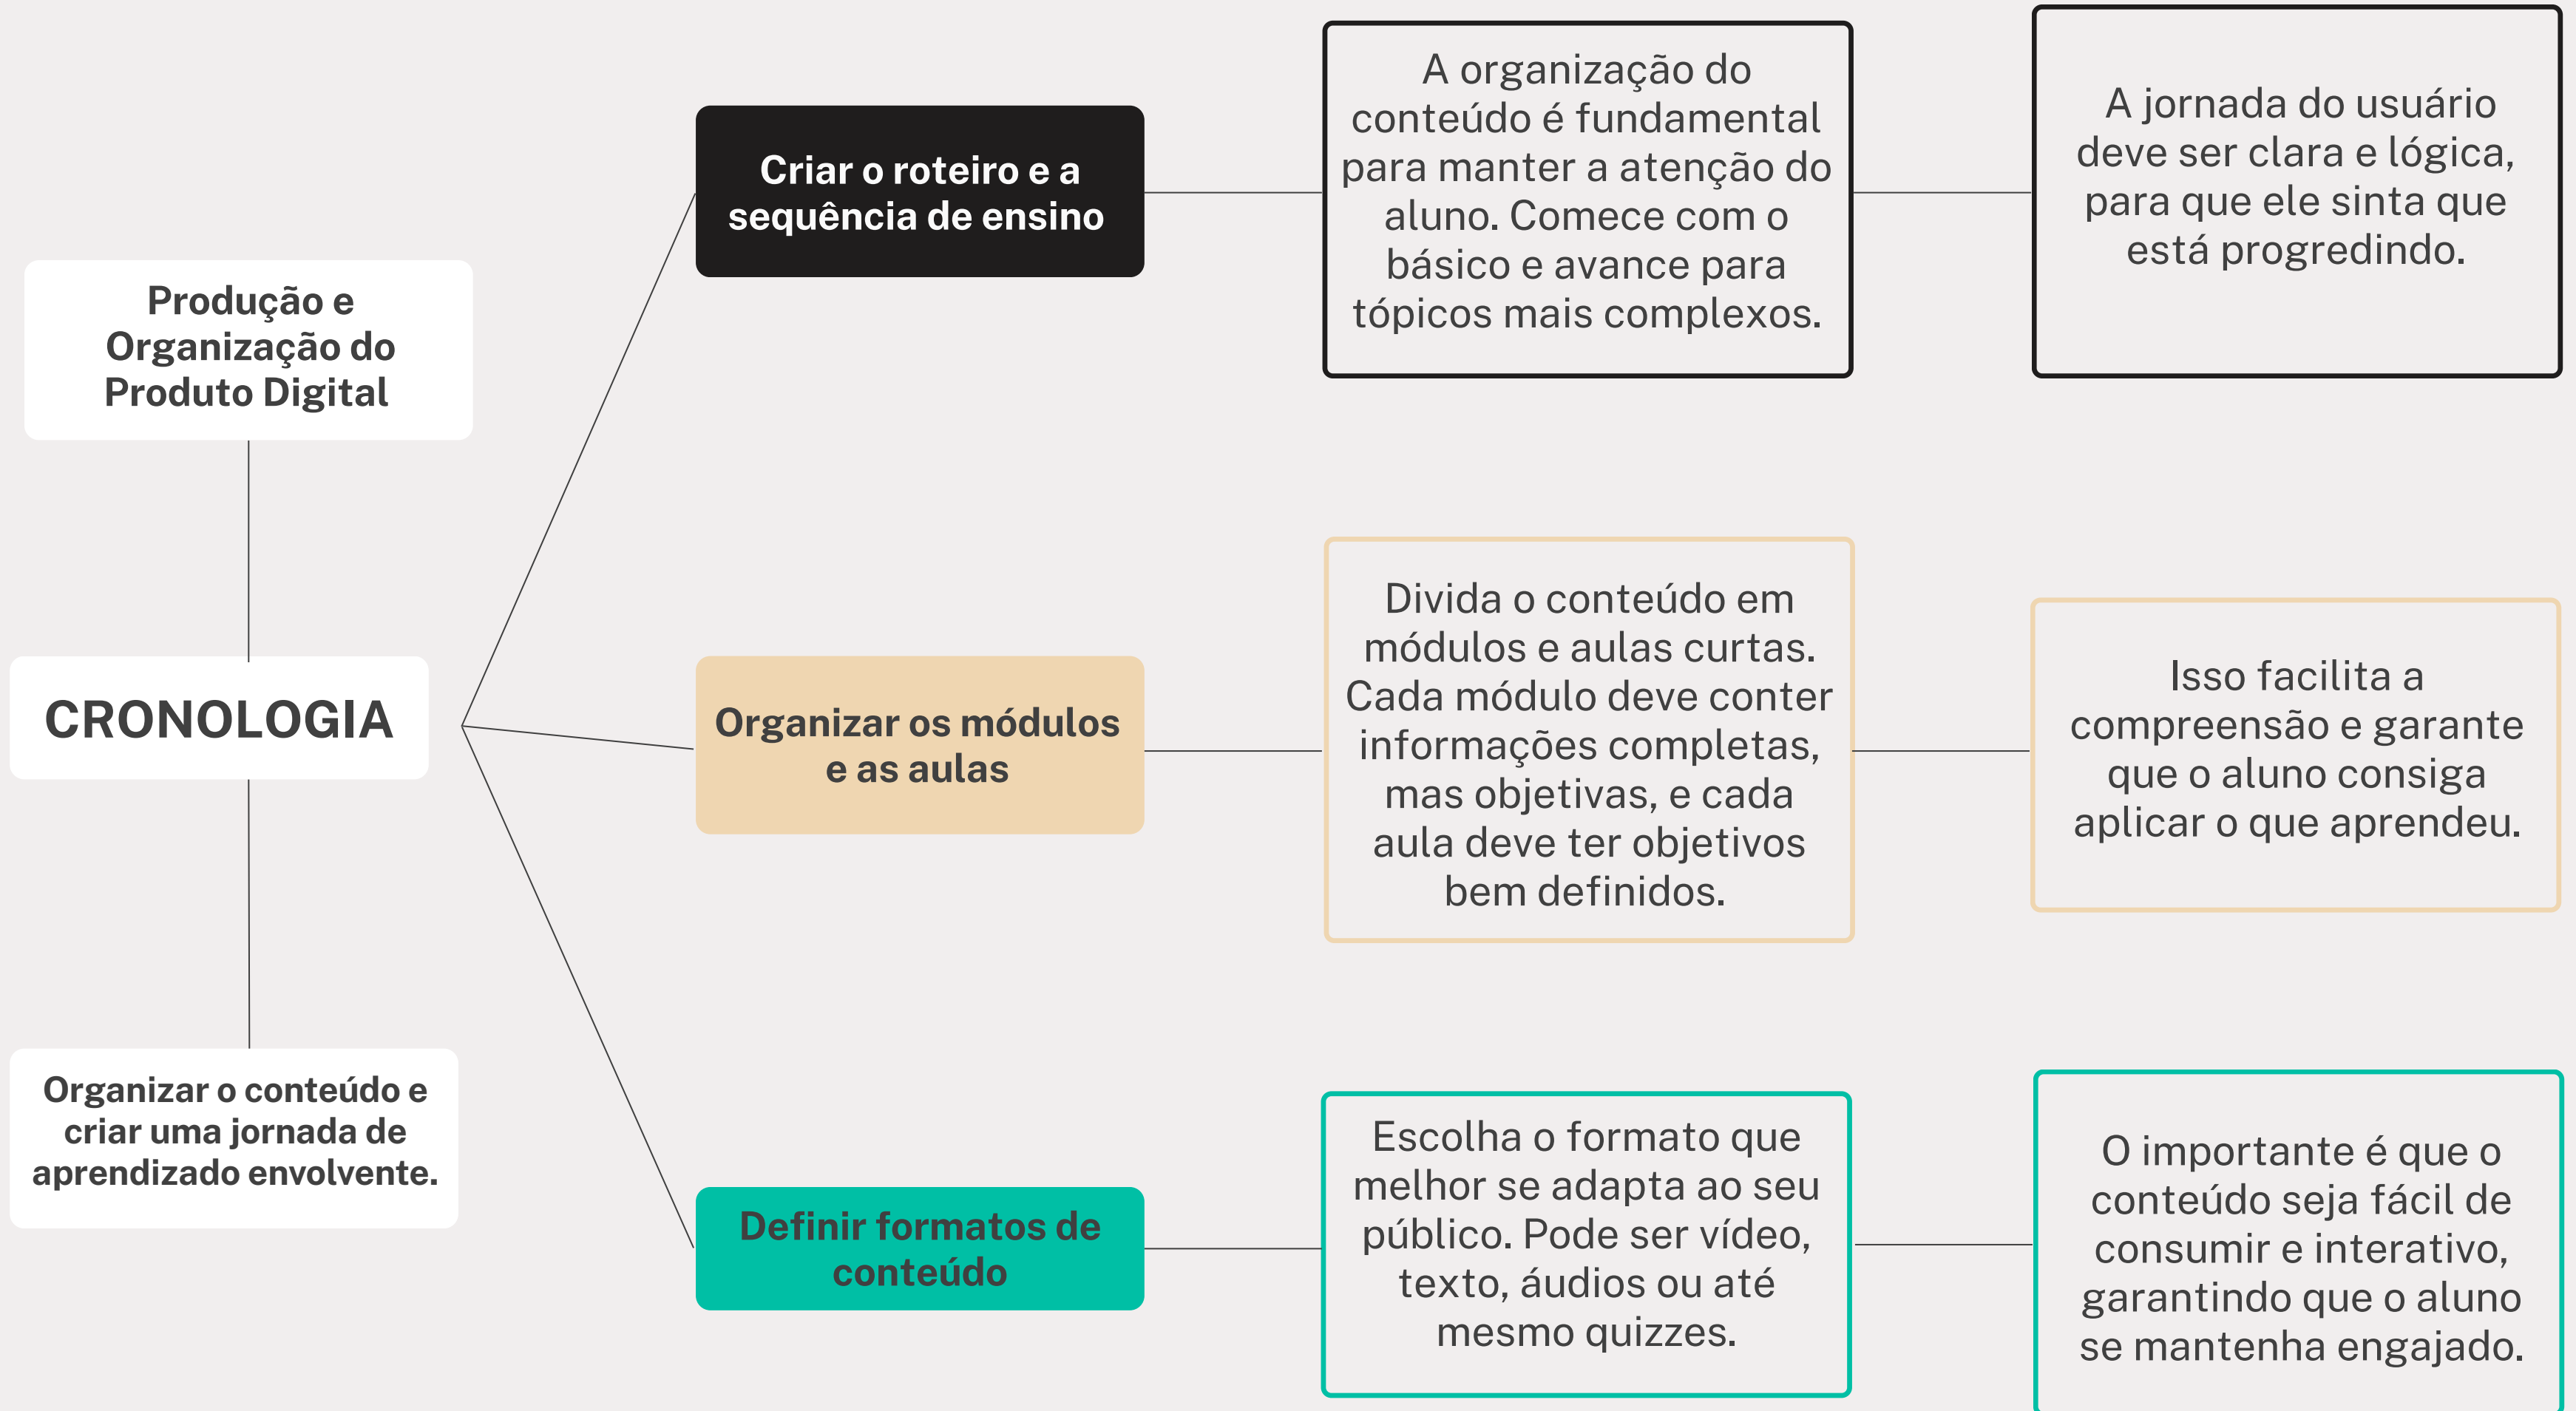 Produção e
Organização do
Produto Digital
CRONOLOGIA
Organizar o conteúdo e
criar uma jornada de
aprendizado envolvente.
Criar o roteiro e a
sequência de ensino
A organização do
conteúdo é fundamental
para manter a atenção do
aluno. Comece com o
básico e avance para
tópicos mais complexos.
A jornada do usuário
deve ser clara e lógica,
para que ele sinta que
está progredindo.
Organizar os módulos
e as aulas
Divida o conteúdo em
módulos e aulas curtas.
Cada módulo deve conter
informações completas,
mas objetivas, e cada
aula deve ter objetivos
bem definidos.
Isso facilita a
compreensão e garante
que o aluno consiga
aplicar o que aprendeu.
Definir formatos de
conteúdo
Escolha o formato que
melhor se adapta ao seu
público. Pode ser vídeo,
texto, áudios ou até
mesmo quizzes.
O importante é que o
conteúdo seja fácil de
consumir e interativo,
garantindo que o aluno
se mantenha engajado.